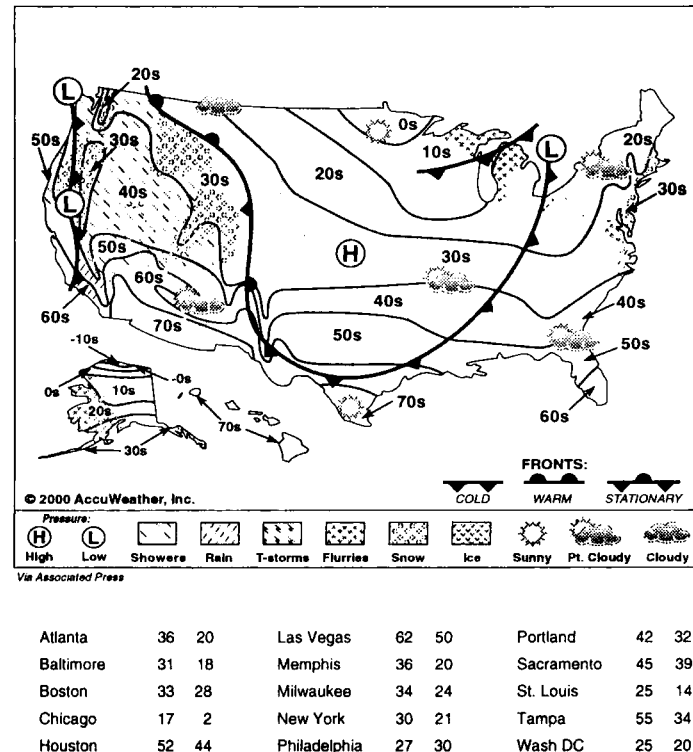 20s
L
50s
30s
40s
30s
L
50s
60s
60s
70s
0s
10s
L
20s
20s
30s
H
30s
40s
50s
40s
50s
70s
60s
-10s
-0s
0s
10s
20s
30s
70s
FRONTS:
COLD WARM STATIONARY
© 2000 AccuWeather, Inc.
Pressure:
H L
High Low Showers Rain T-storms Flurries Snow Ice Sunny Pt. Cloudy Cloudy
Via Associated Press
Atlanta 36 20 Las Vegas 62 50 Portland 42 32
Baltimore 31 18 Memphis 36 20 Sacramento 45 39
Boston 33 28 Milwaukee 34 24 St. Louis 25 14
Chicago 17 2 New York 30 21 Tampa 55 34
Houston 52 44 Philadelphia 27 30 Wash DC 25 20